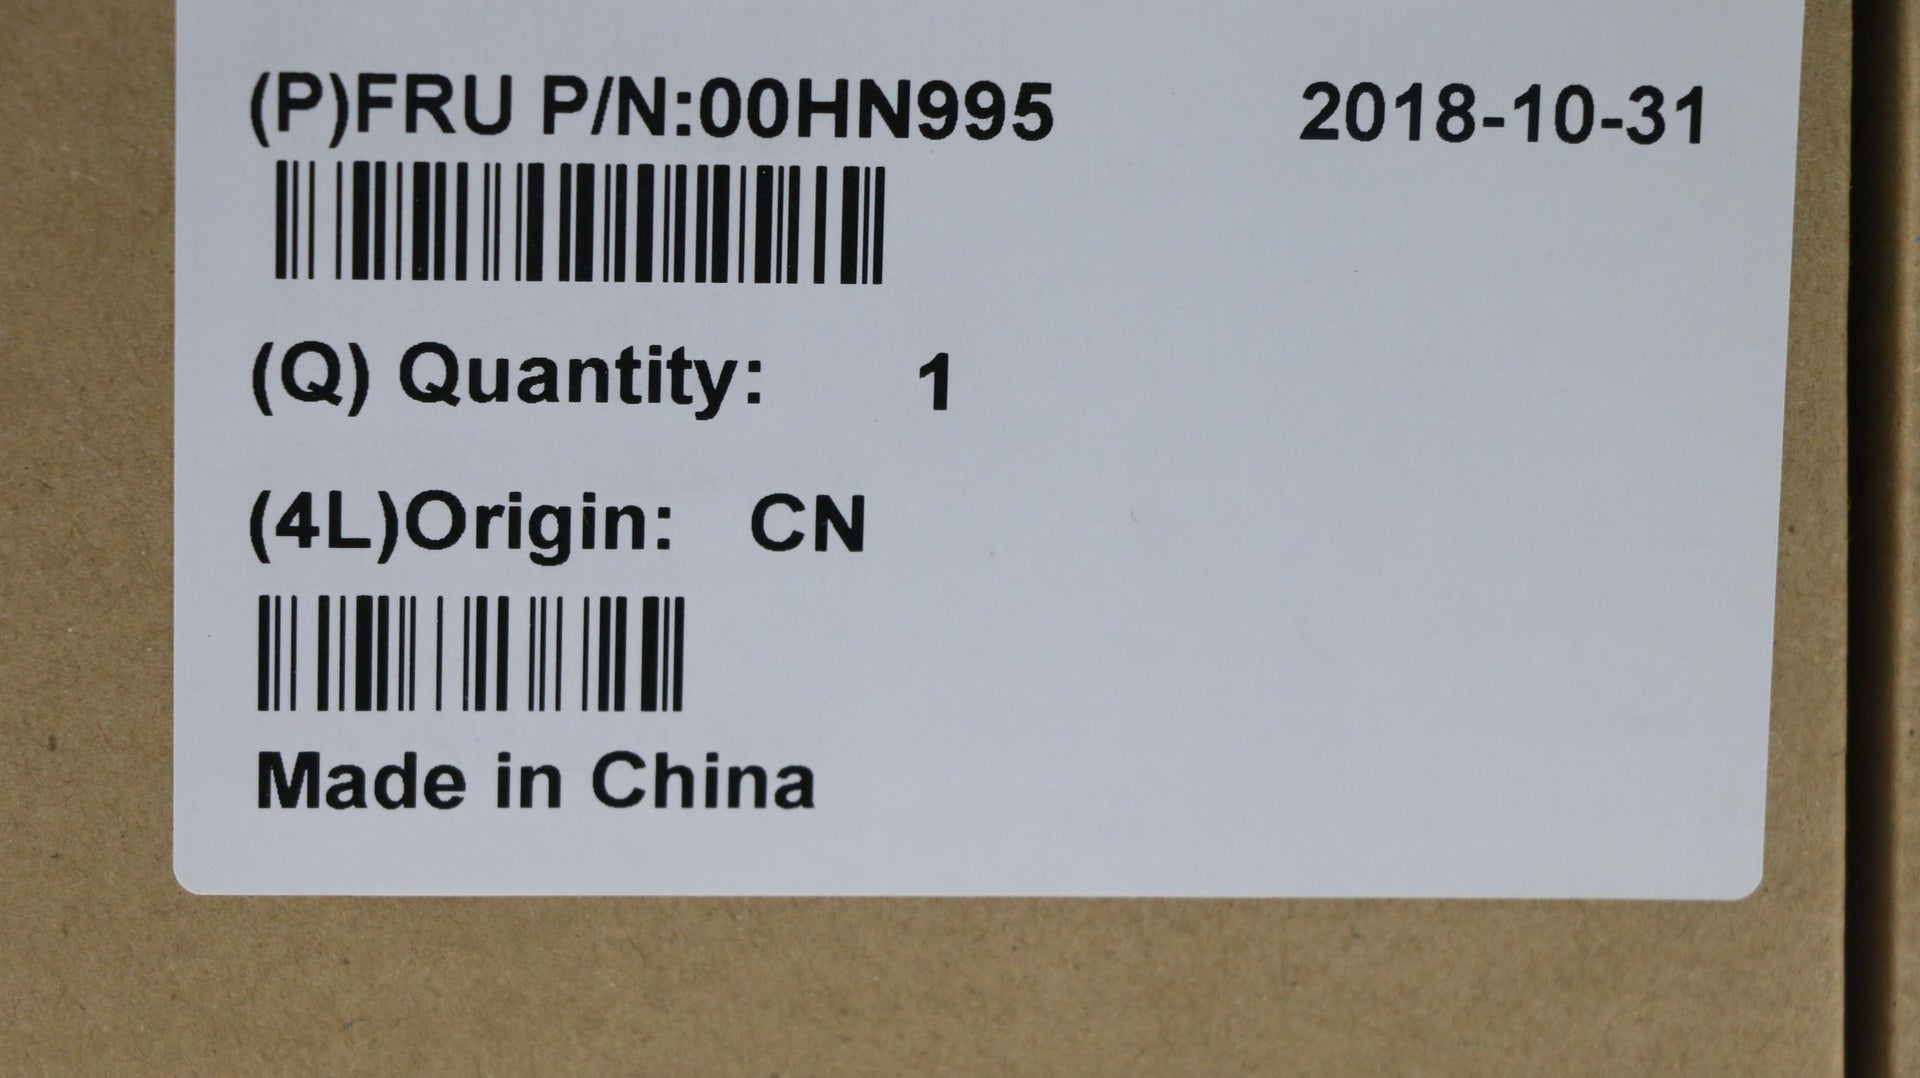 (P)FRU P/N:00HN995 2018-10-31
(Q) Quantity: 1
(4L)Origin: CN
Made in China